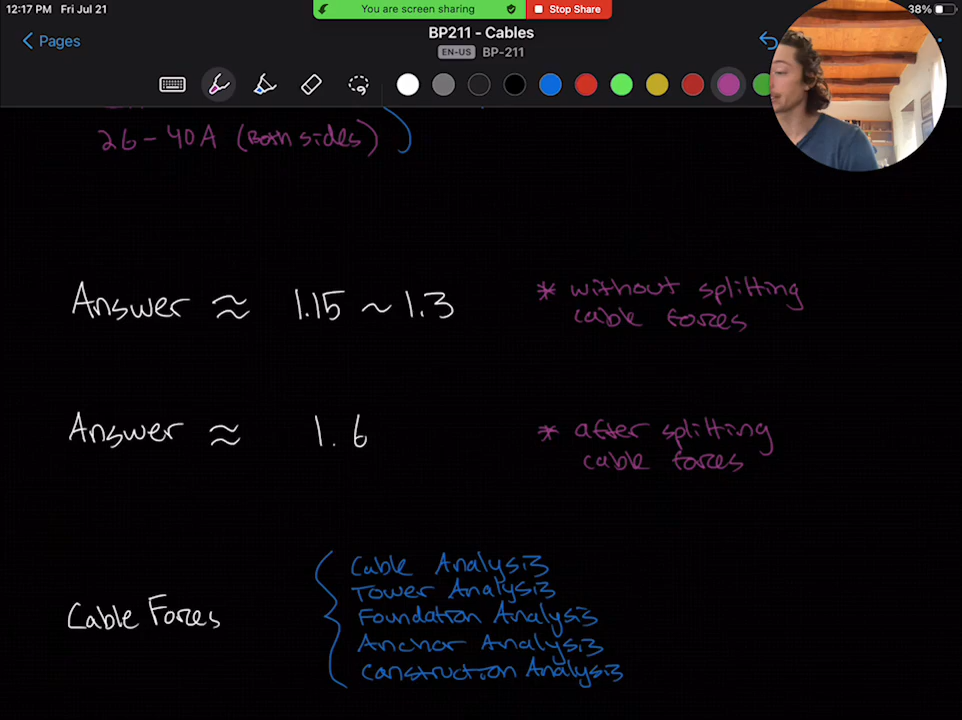 12:17 PM Fri Jul 21
You are screen sharing
Stop Share
38%
Pages
BP211 - Cables
EN-US BP-211
26-40A (Both sides)
Answer ≈ 1.15 ~ 1.3
* without splitting
cable forces
Answer ≈ 1.6
* after splitting
cable forces
Cable Forces
Cable Analysis
Tower Analysis
Foundation Analysis
Anchor Analysis
Construction Analysis